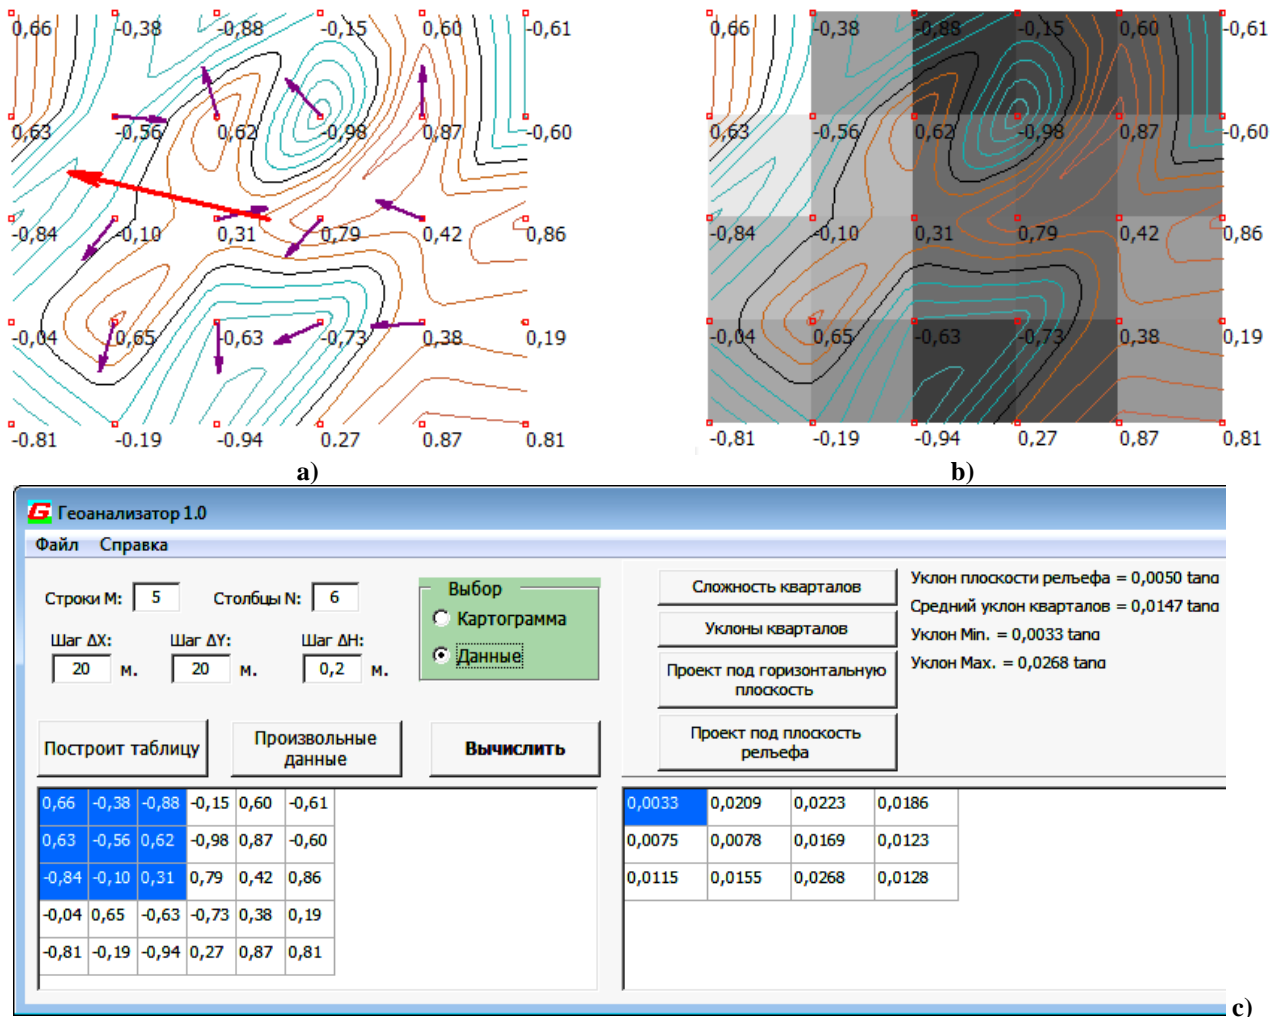 0,66 -0,38 -0,88 -0,15 0,60 -0,61
0,63 -0,56 0,62 -0,98 0,87 -0,60
-0,84 -0,10 0,31 0,79 0,42 0,86
-0,04 0,65 -0,63 -0,73 0,38 0,19
-0.81 -0.19 -0.94 0.27 0.87 0.81
a)
0,66 -0,38 -0,88 -0,15 0,60 -0,61
0,63 -0,56 0,62 -0,98 0,87 -0,60
-0,84 -0,10 0,31 0,79 0,42 0,86
-0,04 0,65 -0,63 -0,73 0,38 0,19
-0,81 -0,19 -0,94 0,27 0,87 0,81
b)
G Геоанализатор 1.0
Файл Справка
Строки M: 5 Столбцы N: 6
Шаг ΔX: Шаг ΔY: Шаг ΔH:
20 м. 20 м. 0,2 м.
Выбор
Картограмма
Данные
Построит таблицу
Произвольные
данные
Вычислить
Сложность кварталов
Уклоны кварталов
Проект под горизонтальную
плоскость
Проект под плоскость
рельефа
Уклон плоскости рельефа = 0,0050 tanα
Средний уклон кварталов = 0,0147 tanα
Уклон Min. = 0,0033 tanα
Уклон Max. = 0,0268 tanα
0,66 -0,38 -0,88 -0,15 0,60 -0,61
0,63 -0,56 0,62 -0,98 0,87 -0,60
-0,84 -0,10 0,31 0,79 0,42 0,86
-0,04 0,65 -0,63 -0,73 0,38 0,19
-0,81 -0,19 -0,94 0,27 0,87 0,81
0,0033 0,0209 0,0223 0,0186
0,0075 0,0078 0,0169 0,0123
0,0115 0,0155 0,0268 0,0128
c)